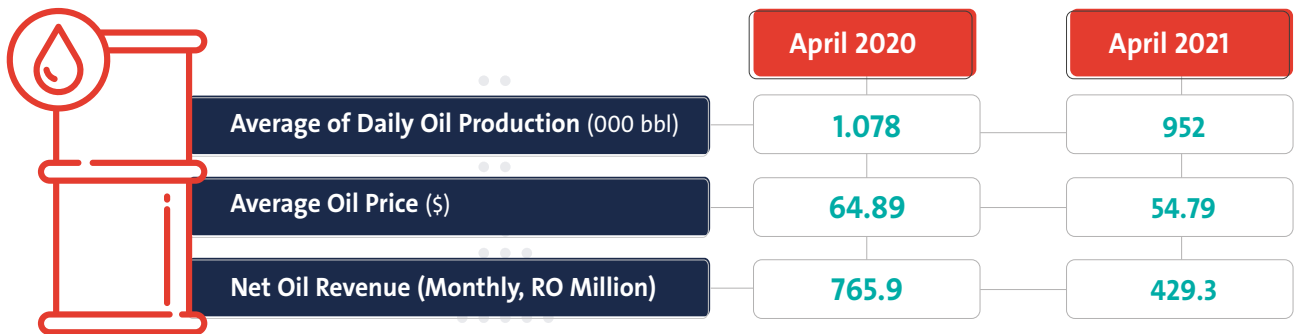 April 2020 April 2021
Average of Daily Oil Production (000 bbl) 1.078 952
Average Oil Price ($) 64.89 54.79
Net Oil Revenue (Monthly, RO Million) 765.9 429.3